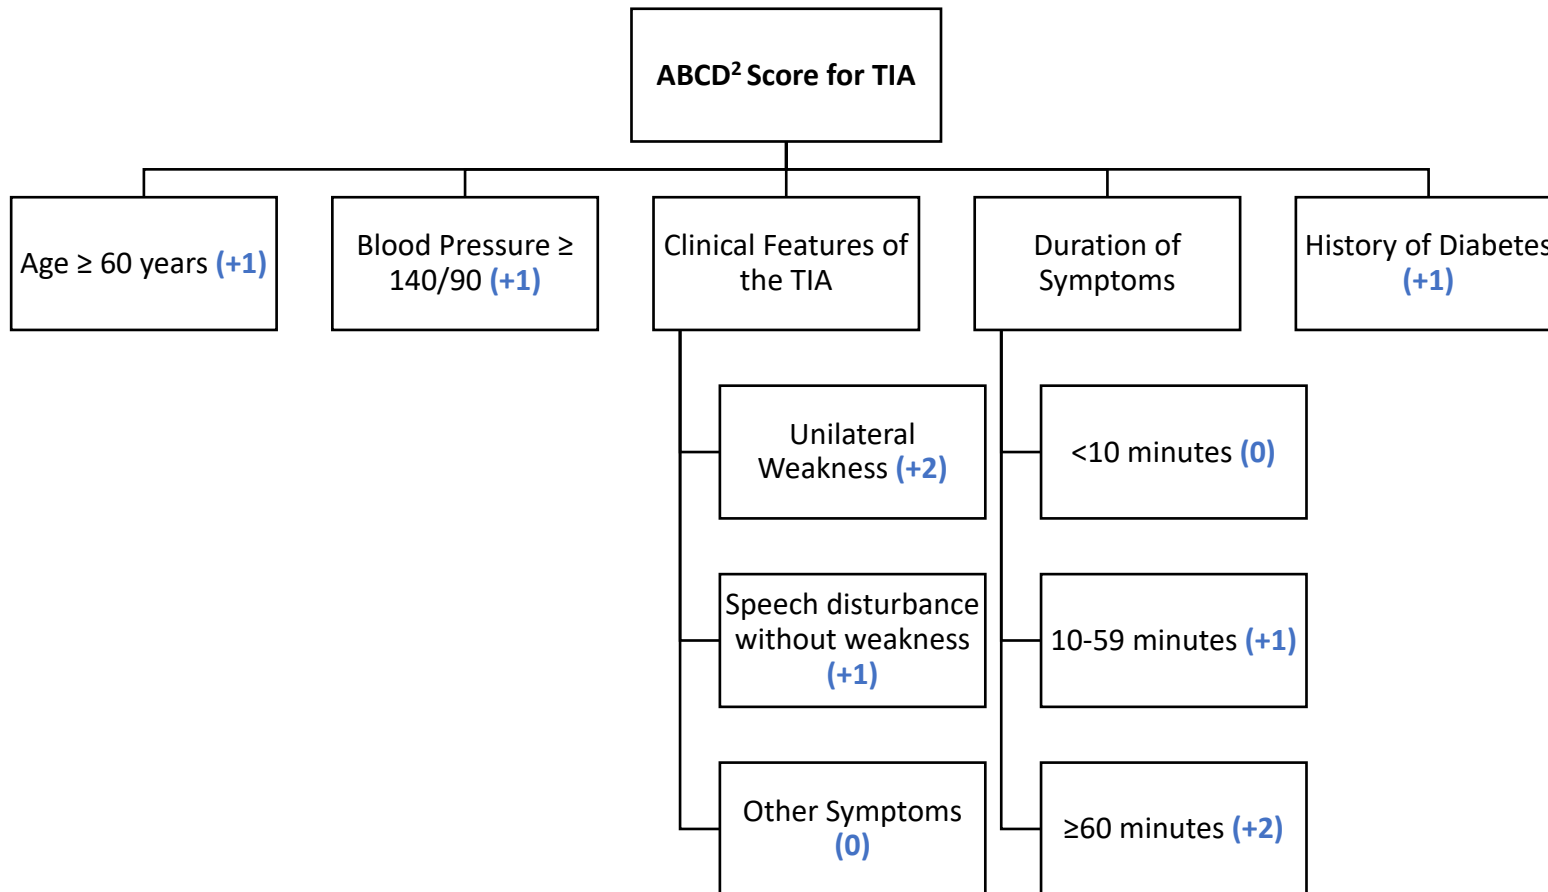 ABCD² Score for TIA
Age ≥ 60 years (+1)
Blood Pressure ≥
140/90 (+1)
Clinical Features of
the TIA
Duration of
Symptoms
History of Diabetes
(+1)
Unilateral
Weakness (+2)
Speech disturbance
without weakness
(+1)
Other Symptoms
(0)
<10 minutes (0)
10-59 minutes (+1)
≥60 minutes (+2)